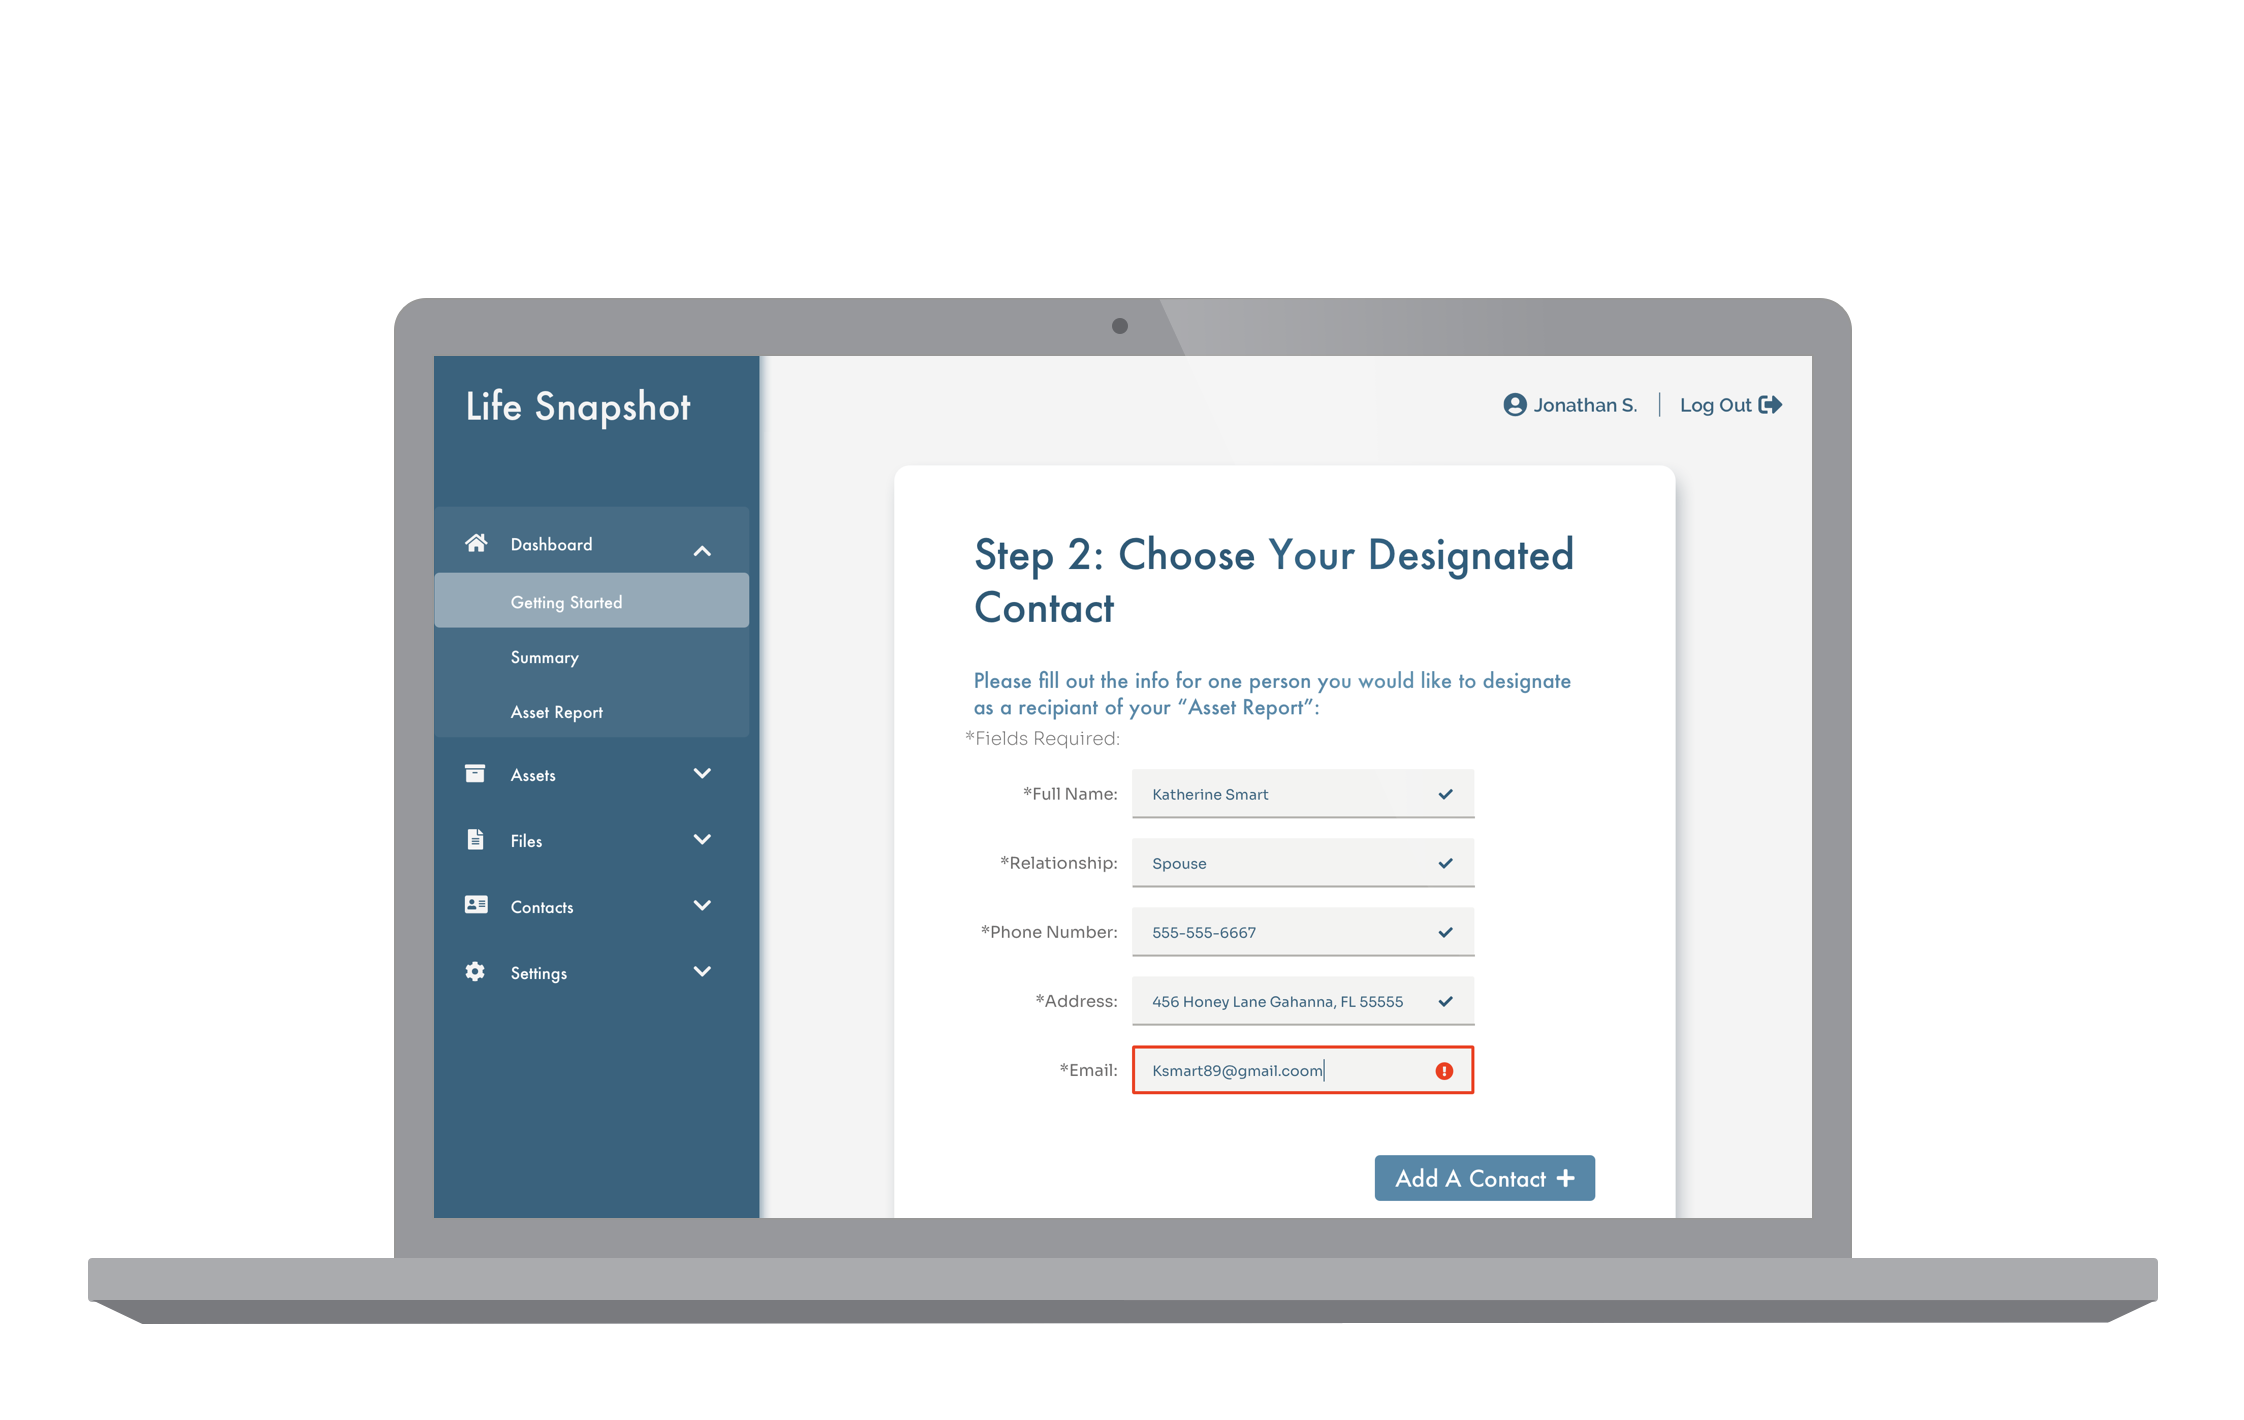 Life Snapshot
Jonathan S. | Log Out
Dashboard
Getting Started
Summary
Asset Report
Assets
Files
Contacts
Settings
Step 2: Choose Your Designated
Contact
Please fill out the info for one person you would like to designate
as a recipiant of your “Asset Report”:
*Fields Required:
*Full Name: Katherine Smart
*Relationship: Spouse
*Phone Number: 555-555-6667
*Address: 456 Honey Lane Gahanna, FL 55555
*Email: Ksmart89@gmail.coom
Add A Contact +